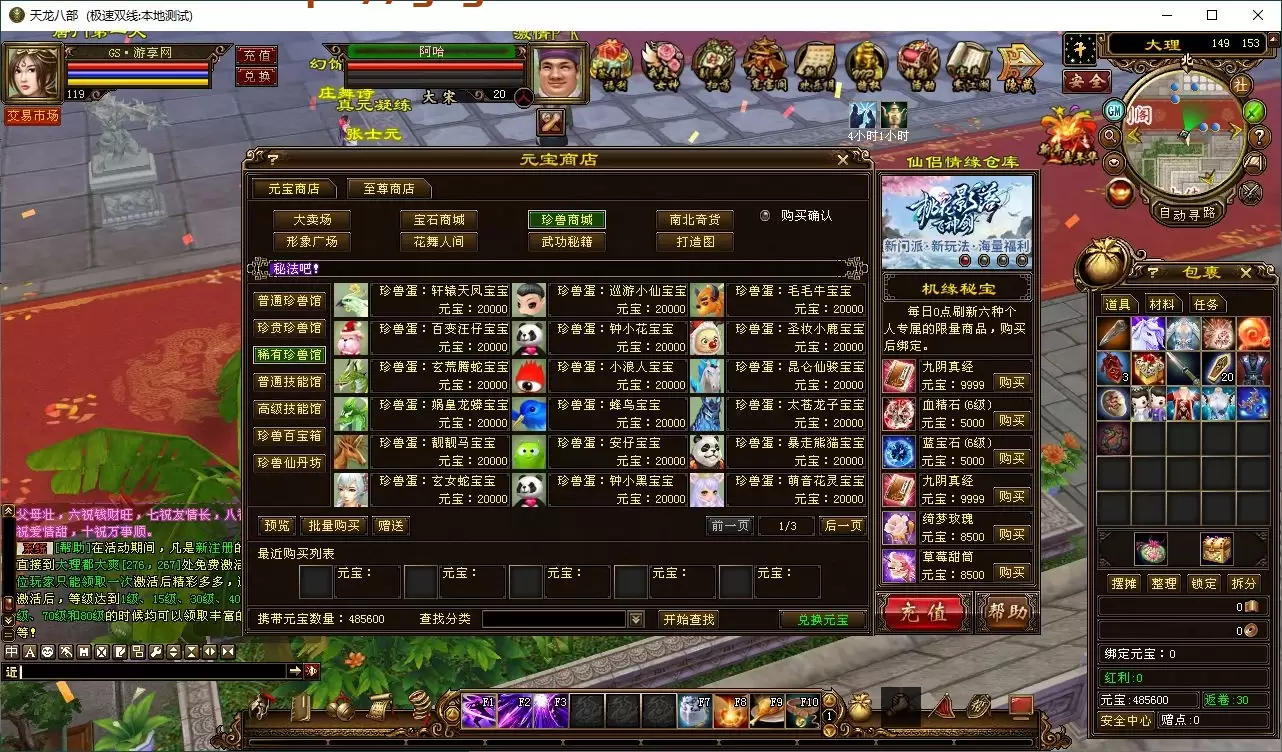 天龙八部 (极速双线:本地测试)
GS·游享网
119
充值
兑换
交易市场
阿哈
大宋
20
庄舞诗
真元凝练
张士元
隐藏
4小时
1小时
大理
149 153
北
安全
社
GM
自动寻路
元宝商店
元宝商店
至尊商店
大卖场
宝石商城
珍兽商城
南北奇货
购买确认
形象广场
花舞人间
武功秘籍
打造图
秘法吧!
普通珍兽馆
珍贵珍兽馆
稀有珍兽馆
普通技能馆
高级技能馆
珍兽百宝箱
珍兽仙丹坊
珍兽蛋:轩辕天凤宝宝
元宝:20000
珍兽蛋:巡游小仙宝宝
元宝:20000
珍兽蛋:毛毛牛宝宝
元宝:20000
珍兽蛋:百变汪仔宝宝
元宝:20000
珍兽蛋:钟小花宝宝
元宝:20000
珍兽蛋:圣妆小鹿宝宝
元宝:20000
珍兽蛋:玄荒腾蛇宝宝
元宝:20000
珍兽蛋:小浪人宝宝
元宝:20000
珍兽蛋:昆仑仙骏宝宝
元宝:20000
珍兽蛋:娲皇龙蟒宝宝
元宝:20000
珍兽蛋:蜂鸟宝宝
元宝:20000
珍兽蛋:太苍龙子宝宝
元宝:20000
珍兽蛋:靓靓马宝宝
元宝:20000
珍兽蛋:安仔宝宝
元宝:20000
珍兽蛋:暴走熊猫宝宝
元宝:20000
珍兽蛋:玄女蛇宝宝
元宝:20000
珍兽蛋:钟小黑宝宝
元宝:20000
珍兽蛋:萌音花灵宝宝
元宝:20000
预览
批量购买
赠送
前一页
1/3
后一页
最近购买列表
元宝:
元宝:
元宝:
元宝:
元宝:
携带元宝数量:485600
查找分类
开始查找
兑换元宝
仙侣情缘仓库
桃花影落飞神剑
新门派·新玩法·海量福利
机缘秘宝
每日0点刷新六种个
人专属的限量商品,购买
后绑定。
九阴真经
元宝:9999
购买
血精石(6级)
元宝:5000
购买
蓝宝石(6级)
元宝:5000
购买
九阴真经
元宝:9999
购买
绮梦玫瑰
元宝:8500
购买
草莓甜筒
元宝:8500
购买
充值
帮助
包裹
道具
材料
任务
3
20
摆摊
整理
锁定
拆分
0
0
绑定元宝:0
红利:0
元宝:485600
返卷:30
安全中心
赠点:0
父母壮,六祝钱财旺,七祝友情长,八
祝爱情甜,十祝万事顺。
[帮助]在活动期间,凡是新注册的
直接到大理都大爽[276,267]处免费激
位玩家只能领取一次激活后精彩多多,
激活后,等级达到1级、15级、30级、40
级、70级和80级的时候均可以领取丰富的
等!
近
F1
F2
F3
F7
F8
F9
F10
1